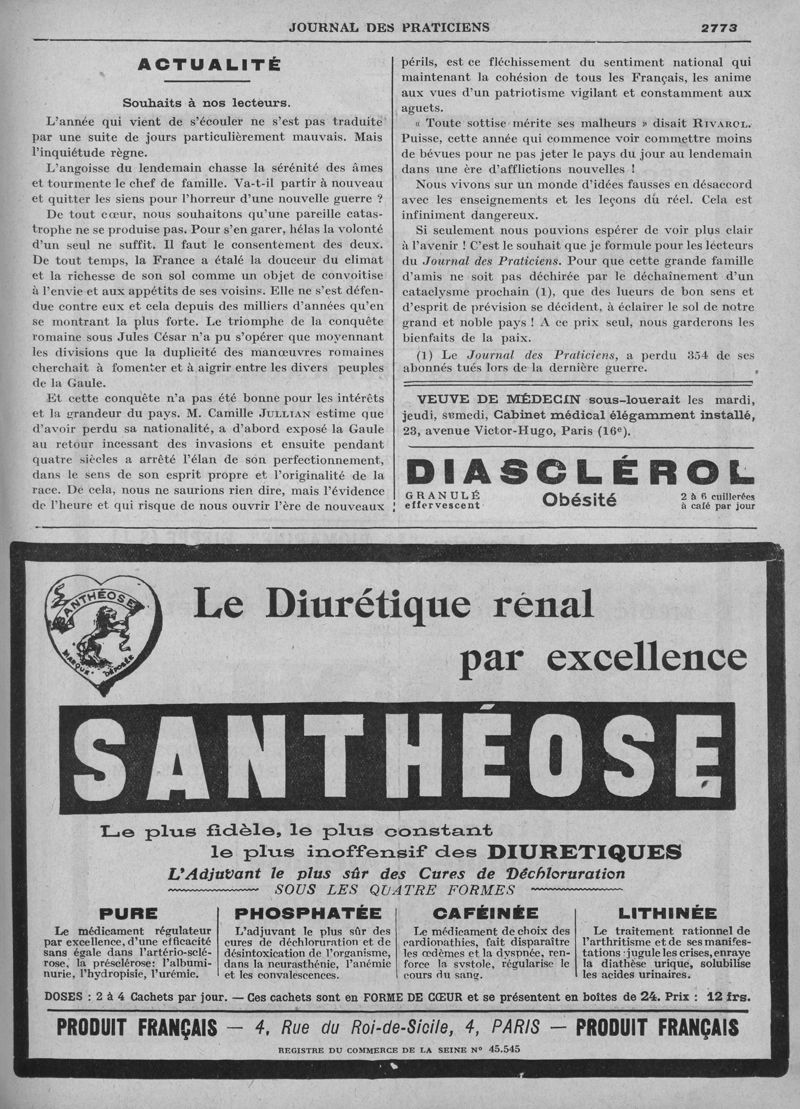 JOURNAL DES PRATICIENS 2773
ACTUALITÉ
Souhaits à nos lecteurs.
L'année qui vient de s'écouler ne s'est pas traduite
par une suite de jours particulièrement mauvais. Mais
l'inquiétude règne.
L'angoisse du lendemain chasse la sérénité des âmes
et tourmente le chef de famille. Va-t-il partir à nouveau
et quitter les siens pour l'horreur d'une nouvelle guerre ?
De tout cœur, nous souhaitons qu'une pareille catas-
trophe ne se produise pas. Pour s'en garer, hélas la volonté
d'un seul ne suffit. Il faut le consentement des deux.
De tout temps, la France a étalé la douceur du climat
et la richesse de son sol comme un objet de convoitise
à l'envie et aux appétits de ses voisins. Elle ne s'est défen-
due contre eux et cela depuis des milliers d'années qu'en
se montrant la plus forte. Le triomphe de la conquête
romaine sous Jules César n'a pu s'opérer que moyennant
les divisions que la duplicité des manœuvres romaines
cherchait à fomenter et à aigrir entre les divers peuples
de la Gaule.
Et cette conquête n'a pas été bonne pour les intérêts
et la grandeur du pays. M. Camille JULLIAN estime que
d'avoir perdu sa nationalité, a d'abord exposé la Gaule
au retour incessant des invasions et ensuite pendant
quatre siècles a arrêté l'élan de son perfectionnement,
dans le sens de son esprit propre et l'originalité de la
race. De cela, nous ne saurions rien dire, mais l'évidence
de l'heure et qui risque de nous ouvrir l'ère de nouveaux
périls, est ce fléchissement du sentiment national qui
maintenant la cohésion de tous les Français, les anime
aux vues d'un patriotisme vigilant et constamment aux
aguets.
« Toute sottise mérite ses malheurs » disait RIVAROL.
Puisse, cette année qui commence voir commettre moins
de bévues pour ne pas jeter le pays du jour au lendemain
dans une ère d'afflictions nouvelles !
Nous vivons sur un monde d'idées fausses en désaccord
avec les enseignements et les leçons du réel. Cela est
infiniment dangereux.
Si seulement nous pouvions espérer de voir plus clair
à l'avenir ! C'est le souhait que je formule pour les lecteurs
du Journal des Praticiens. Pour que cette grande famille
d'amis ne soit pas déchirée par le déchaînement d'un
cataclysme prochain (1), que des lueurs de bon sens et
d'esprit de prévision se décident, à éclairer le sol de notre
grand et noble pays ! A ce prix seul, nous garderons les
bienfaits de la paix.
(1) Le Journal des Praticiens, a perdu 354 de ses
abonnés tués lors de la dernière guerre.
VEUVE DE MÉDECIN sous-louerait les mardi,
jeudi, samedi, Cabinet médical élégamment installé,
23, avenue Victor-Hugo, Paris (16e).
DIASCLÉROL
GRANULÉ
effervescent
Obésité
2 à 6 cuillerées
à café par jour
SANTHÉOSE
MARQUE DÉPOSÉE
Le Diurétique rénal
par excellence
SANTHÉOSE
Le plus fidèle, le plus constant
le plus inoffensif des DIURETIQUES
L'Adjuvant le plus sûr des Cures de Déchloruration
SOUS LES QUATRE FORMES
PURE
Le médicament régulateur
par excellence, d'une efficacité
sans égale dans l'artério-sclé-
rose, la présclérose: l'albumi-
nurie, l'hydropisie, l'urémie.
PHOSPHATÉE
L'adjuvant le plus sûr des
cures de déchloruration et de
désintoxication de l'organisme,
dans la neurasthénie, l'anémie
et les convalescences.
CAFÉINÉE
Le médicament de choix des
cardionathies, fait disparaître
les œdèmes et la dyspnée, ren-
force la systole, régularise le
cours du sang.
LITHINÉE
Le traitement rationnel de
l'arthritisme et de ses manifes-
tations : jugule les crises, enraye
la diathèse urique, solubilise
les acides urinaires.
DOSES : 2 à 4 Cachets par jour. — Ces cachets sont en FORME DE CŒUR et se présentent en boîtes de 24. Prix : 12 frs.
PRODUIT FRANÇAIS — 4, Rue du Roi-de-Sicile, 4, PARIS — PRODUIT FRANÇAIS
REGISTRE DU COMMERCE DE LA SEINE N° 45.545